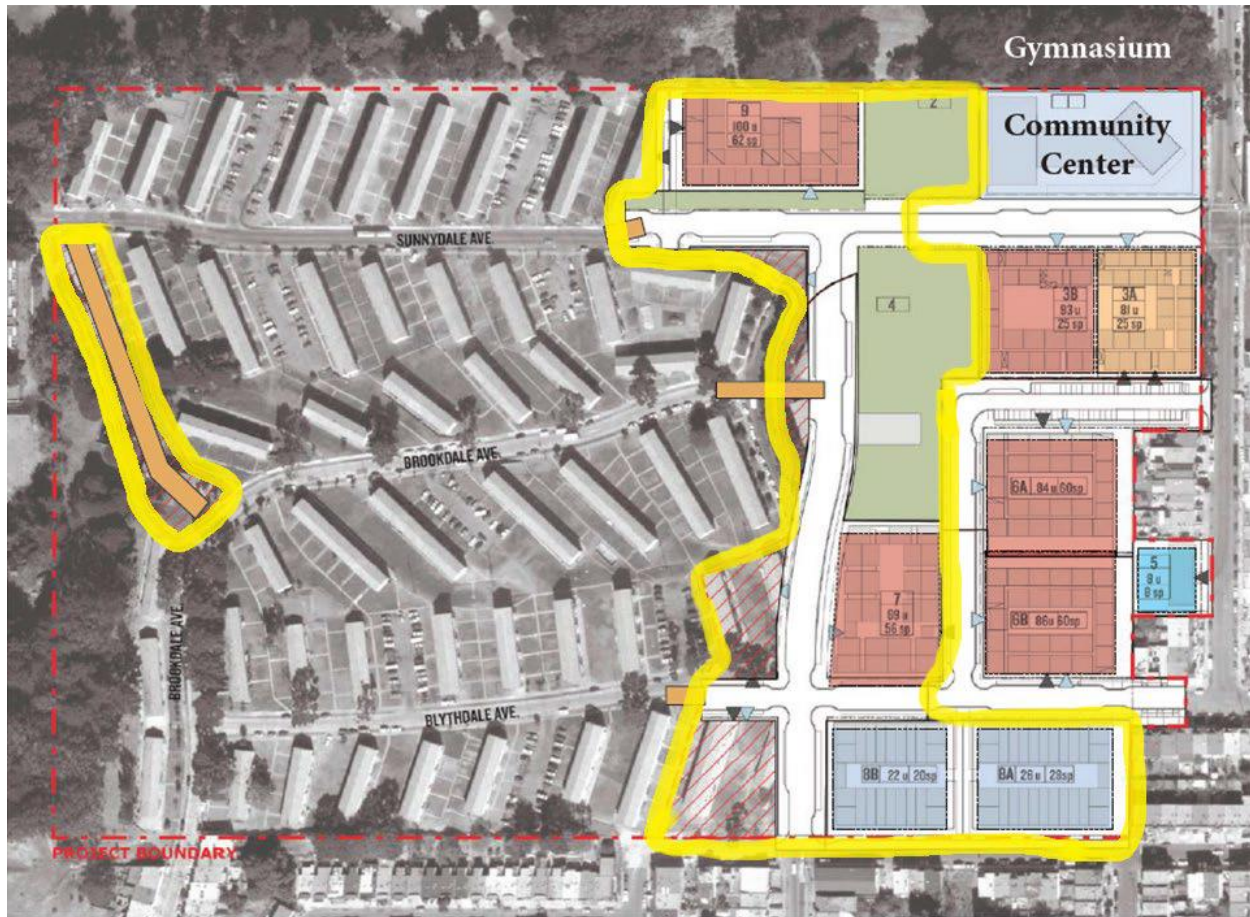 Gymnasium
Community
Center
9
100 u
62 sp
2
SUNNYDALE AVE.
4
3B
93 u
25 sp
3A
81 u
25 sp
BROOKDALE AVE.
6A 84 u 60sp
5
8 u
8 sp
7
69 u
56 sp
6B 86u 60sp
BROOKDALE AVE.
BLYTHDALE AVE.
8B 22 u 20sp
8A 26 u 28sp
PROJECT BOUNDARY